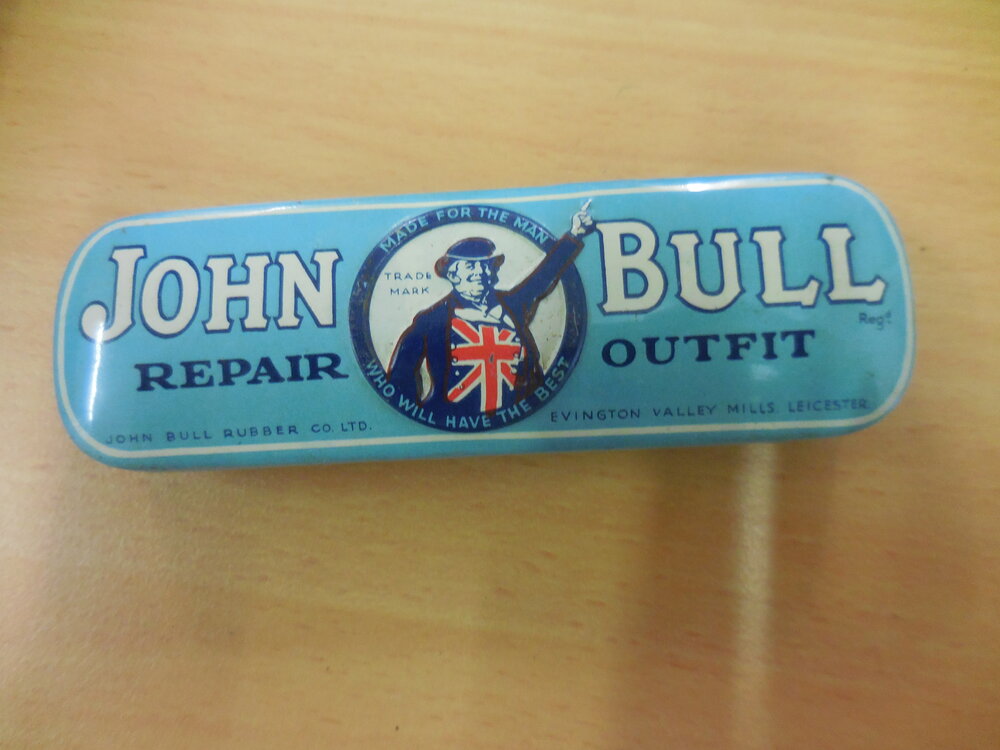 JOHN BULL
Regd.
REPAIR OUTFIT
MADE FOR THE MAN
TRADE
MARK
WHO WILL HAVE THE BEST
JOHN BULL RUBBER CO. LTD.
EVINGTON VALLEY MILLS. LEICESTER.